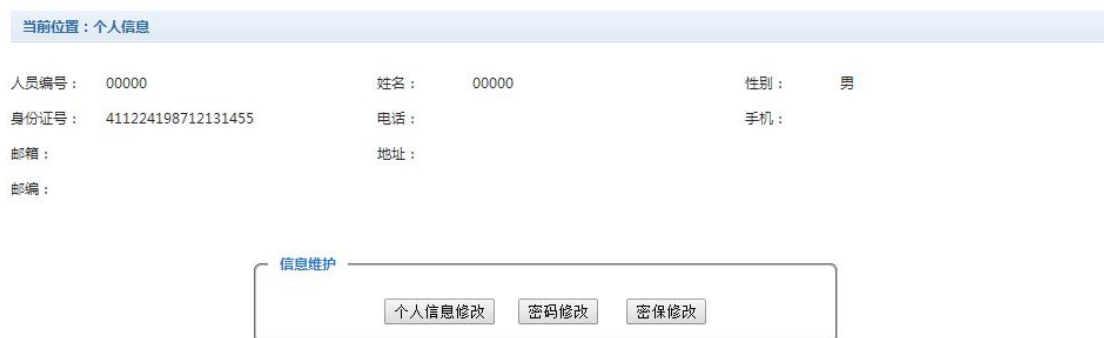 当前位置：个人信息
人员编号： 00000 姓名： 00000 性别： 男
身份证号： 411224198712131455 电话： 手机：
邮箱： 地址：
邮编：
信息维护
个人信息修改 密码修改 密保修改